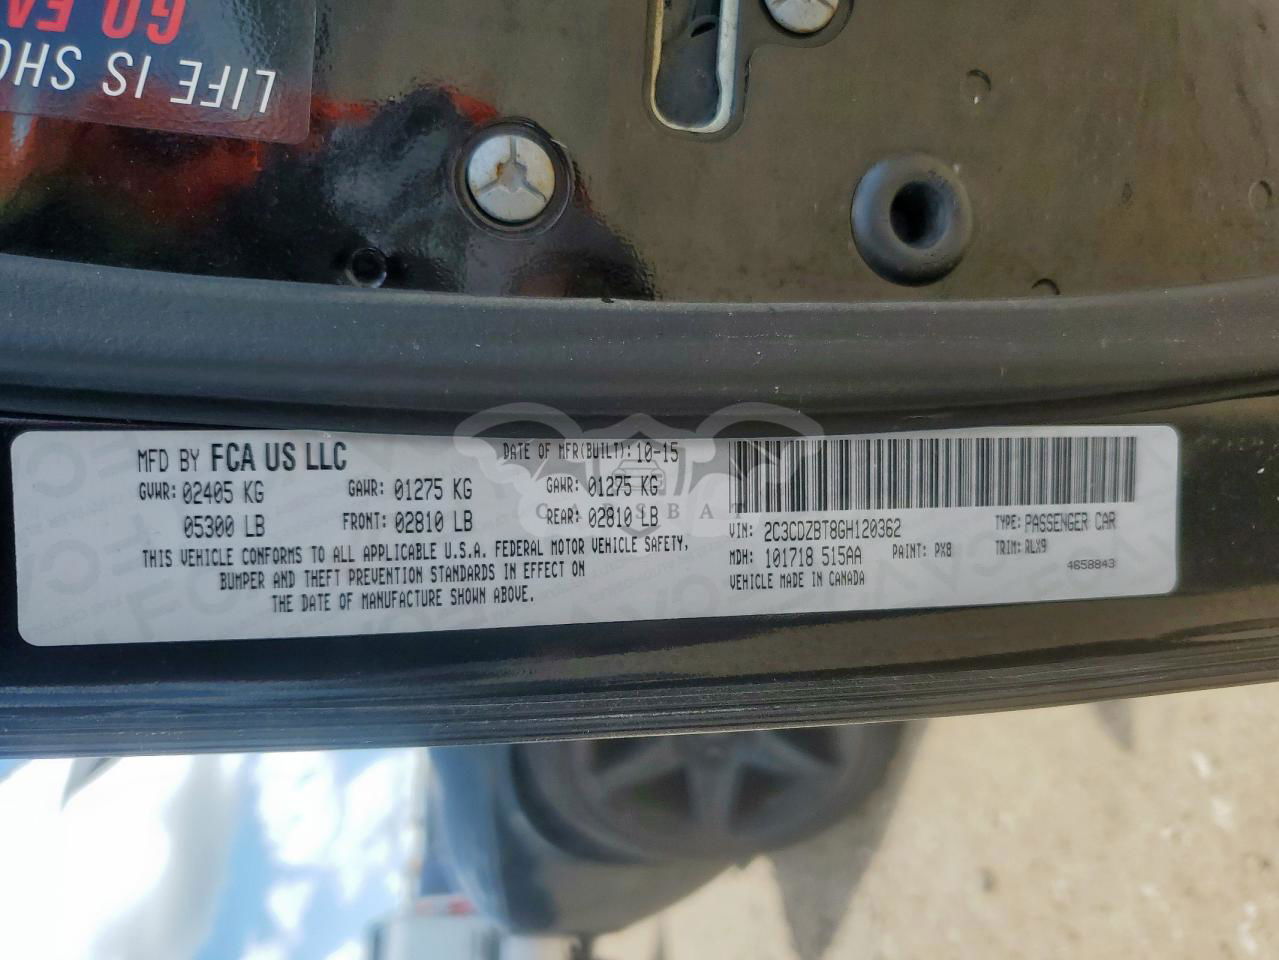 GO FA
LIFE IS SHO
MFD BY FCA US LLC
DATE OF MFR(BUILT): 10-15
GVWR: 02405 KG GAWR: 01275 KG GAWR: 01275 KG
05300 LB FRONT: 02810 LB REAR: 02810 LB
THIS VEHICLE CONFORMS TO ALL APPLICABLE U.S.A. FEDERAL MOTOR VEHICLE SAFETY,
BUMPER AND THEFT PREVENTION STANDARDS IN EFFECT ON
THE DATE OF MANUFACTURE SHOWN ABOVE.
VIN: 2C3CDZBT8GH120362 TYPE: PASSENGER CAR
MDH: 101718 515AA PAINT: PX8 TRIM: RLX9
VEHICLE MADE IN CANADA 4658843
CARSBAT